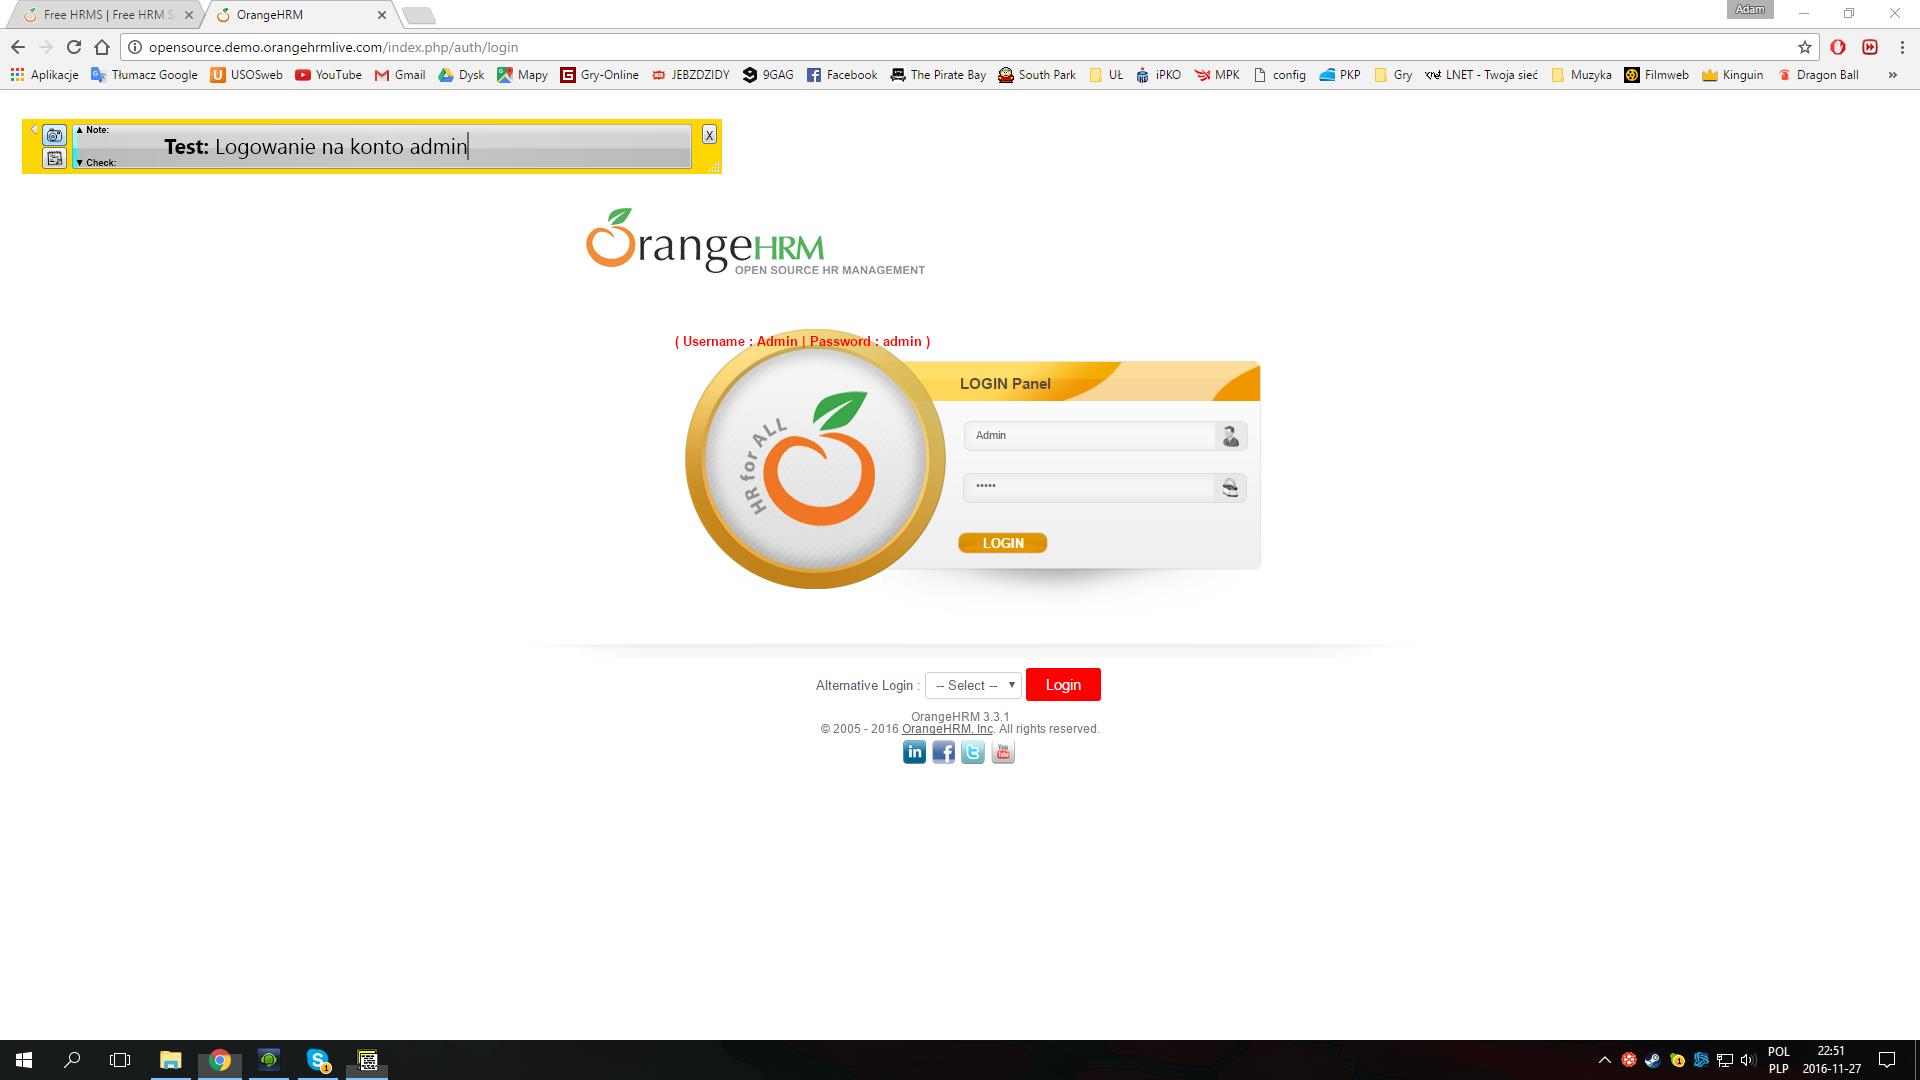 Free HRMS | Free HRM S
OrangeHRM
Adam
opensource.demo.orangehrmlive.com/index.php/auth/login
Aplikacje
Tłumacz Google
USOSweb
YouTube
Gmail
Dysk
Mapy
Gry-Online
JEBZDZIDY
9GAG
Facebook
The Pirate Bay
South Park
UŁ
iPKO
MPK
config
PKP
Gry
LNET - Twoja sieć
Muzyka
Filmweb
Kinguin
Dragon Ball
»
▲ Note:
Test: Logowanie na konto admin
▼ Check:
X
OrangeHRM
OPEN SOURCE HR MANAGEMENT
( Username : Admin | Password : admin )
LOGIN Panel
HR for ALL
Admin
•••••
LOGIN
Alternative Login : -- Select -- Login
OrangeHRM 3.3.1
© 2005 - 2016 OrangeHRM, Inc. All rights reserved.
in
You Tube
POL
PLP
22:51
2016-11-27